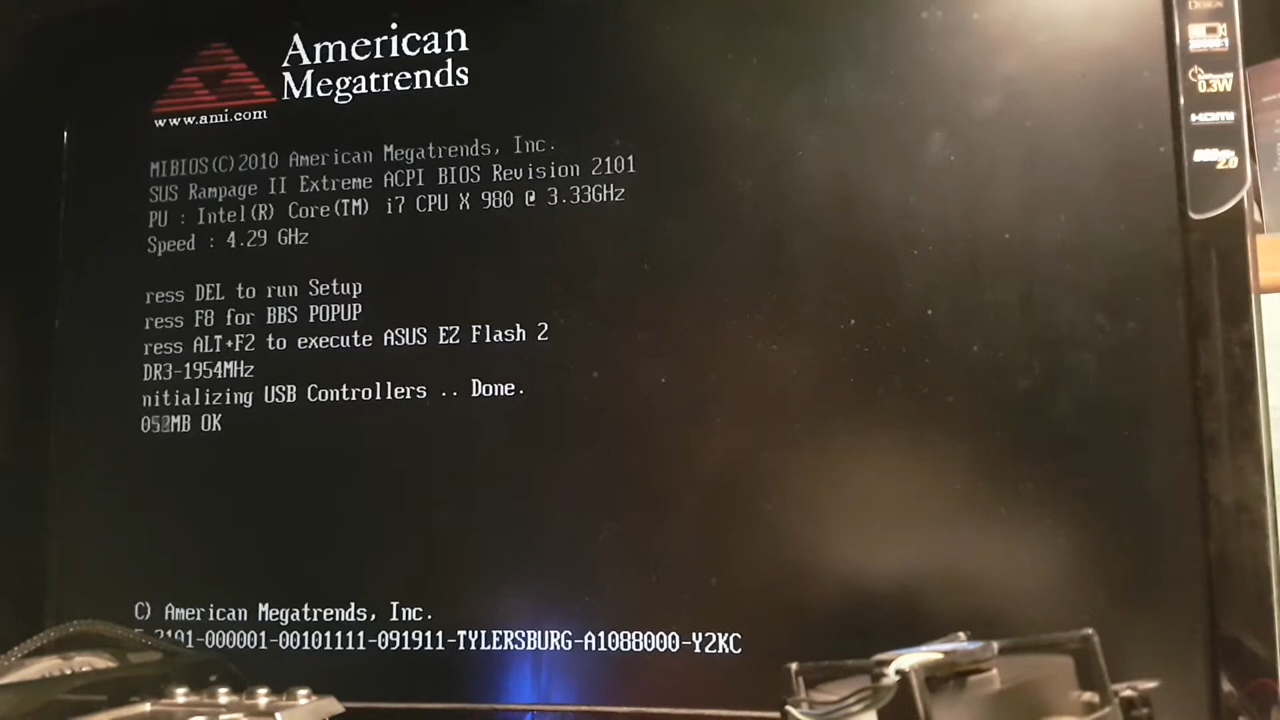 American
Megatrends
www.ami.com
MIBIOS(C)2010 American Megatrends, Inc.
SUS Rampage II Extreme ACPI BIOS Revision 2101
PU : Intel(R) Core(TM) i7 CPU X 980 @ 3.33GHz
Speed : 4.29 GHz
ress DEL to run Setup
ress F8 for BBS POPUP
ress ALT+F2 to execute ASUS EZ Flash 2
DR3-1954MHz
nitializing USB Controllers .. Done.
OK
C) American Megatrends, Inc.
2101-000001-00101111-091911-TYLERSBURG-A1088000-Y2KC
DESIGN
0.3W
HDMI
2.0